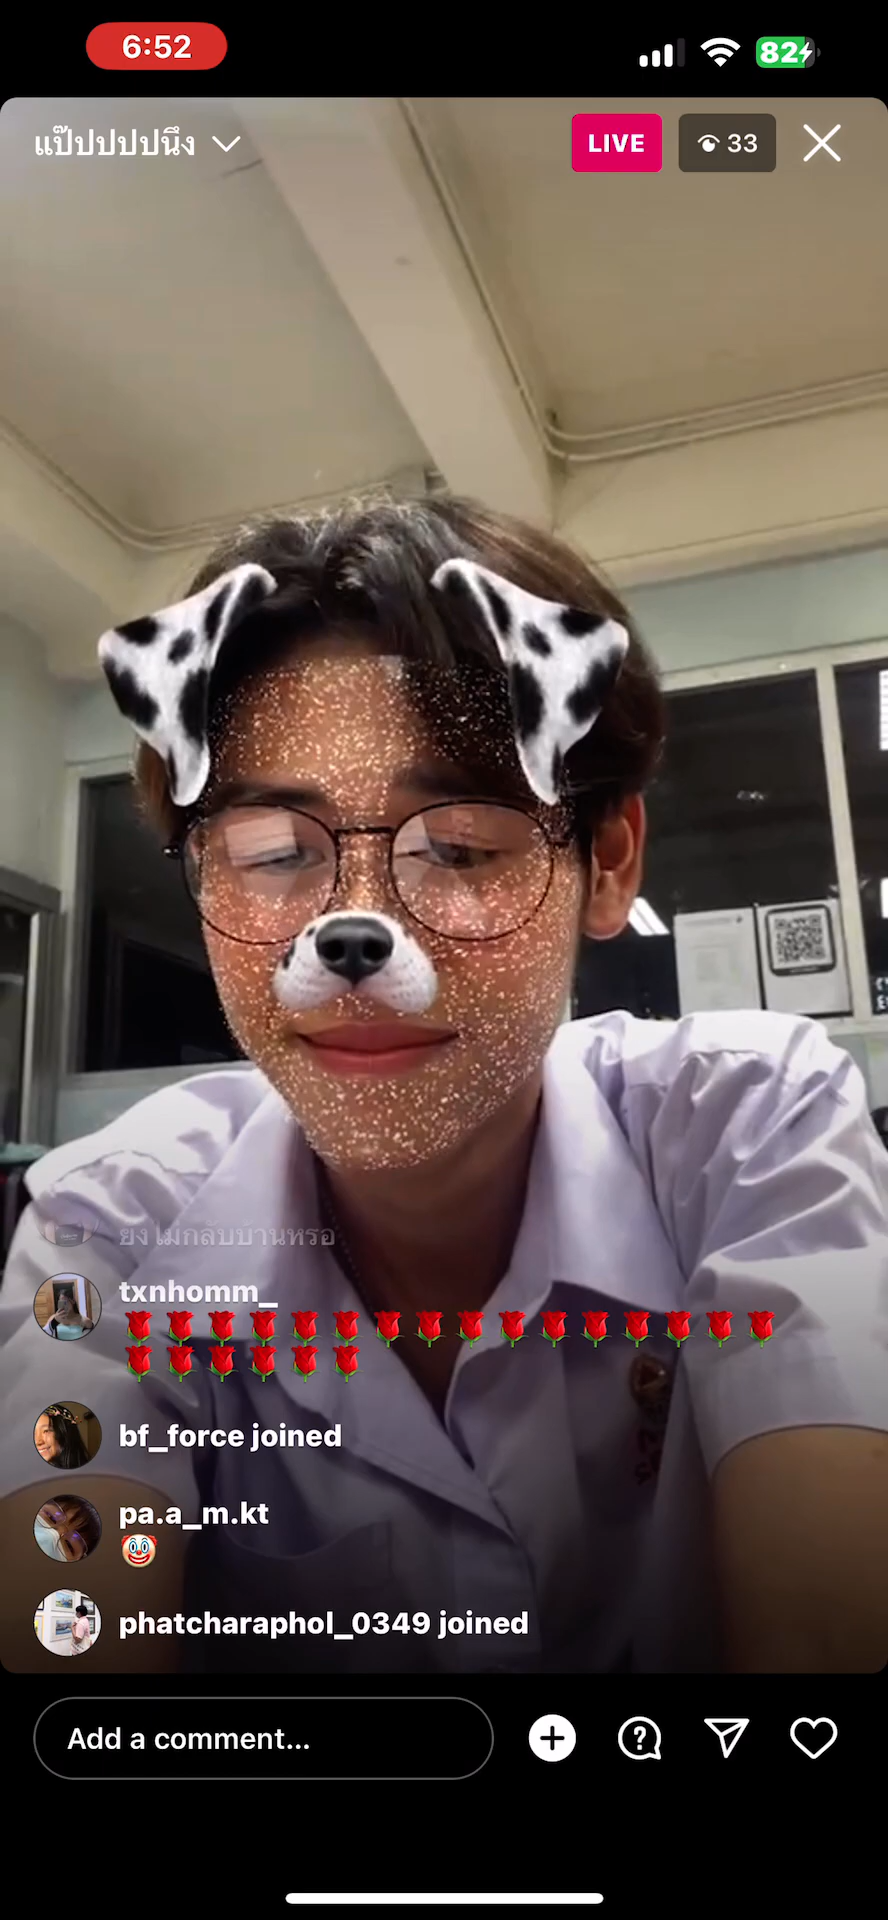 6:52
82
แป๊ปปปปปนึง
LIVE
33
ยังไม่กลับบ้านหรอ
txnhomm_
🌹🌹🌹🌹🌹🌹🌹🌹🌹🌹🌹🌹🌹🌹🌹🌹
🌹🌹🌹🌹🌹🌹
bf_force joined
pa.a_m.kt
🤡
phatcharaphol_0349 joined
Add a comment...